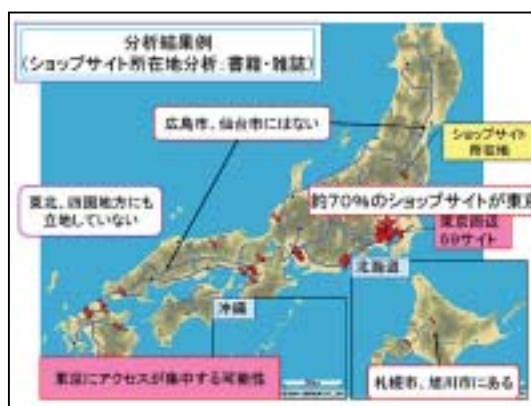 分析結果例
(ショップサイト所在地分析:書籍・雑誌)
広島市、仙台市にはない
ショップサイト
所在地
東北、四国地方にも
立地していない
約70%のショップサイトが東京
東京周辺
69サイト
北海道
沖縄
東京にアクセスが集中する可能性
札幌市、旭川市にある